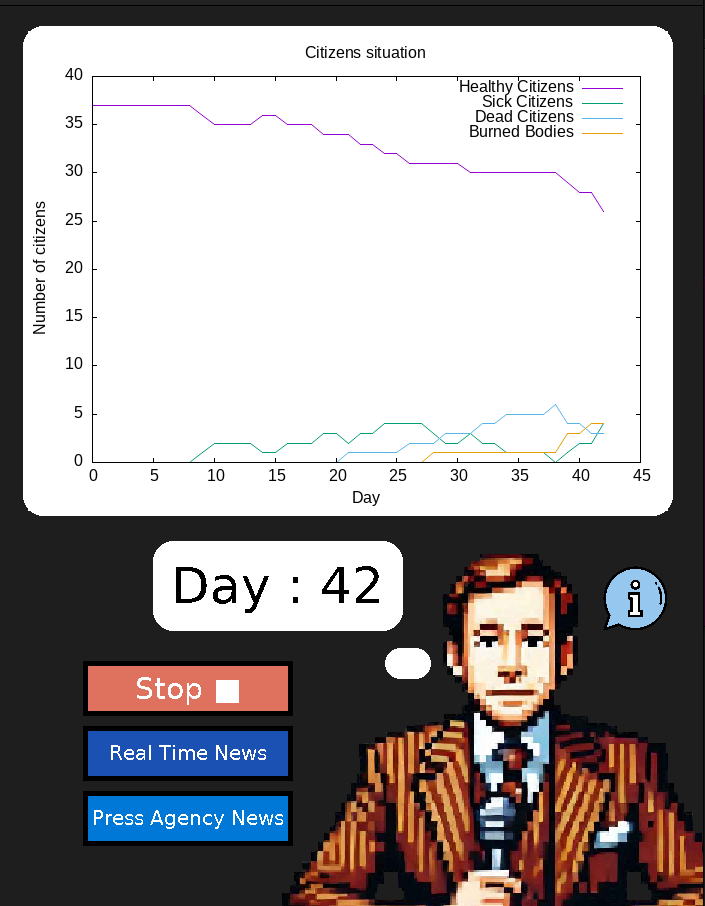 Citizens situation
40
35
30
25
20
15
10
5
0
Number of citizens
Healthy Citizens
Sick Citizens
Dead Citizens
Burned Bodies
0 5 10 15 20 25 30 35 40 45
Day
Day : 42
i
Stop
Real Time News
Press Agency News